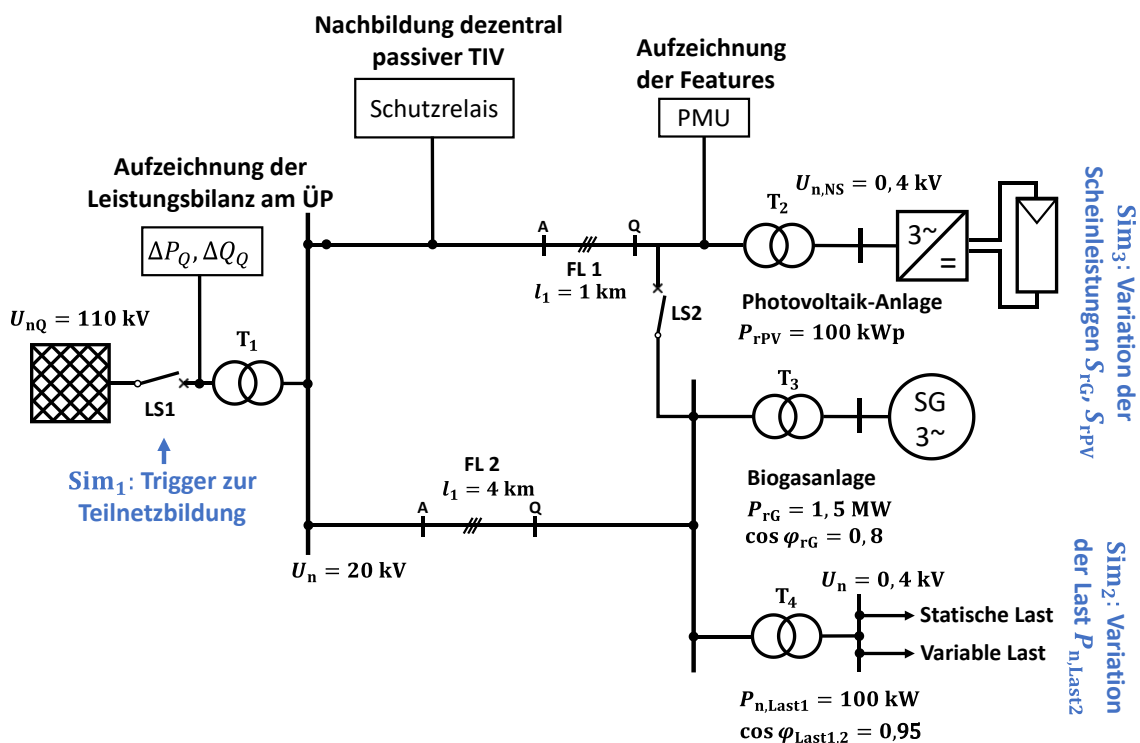 Nachbildung dezentral
passiver TIV
Schutzrelais
Aufzeichnung
der Features
PMU
Aufzeichnung der
Leistungsbilanz am ÜP
ΔP_Q, ΔQ_Q
U_nQ = 110 kV
LS1
T_1
Sim_1: Trigger zur
Teilnetzbildung
U_n = 20 kV
A
Q
FL 1
l_1 = 1 km
LS2
U_n,NS = 0,4 kV
T_2
3~
=
Photovoltaik-Anlage
P_rPV = 100 kWp
Sim_3: Variation der
Scheinleistungen S_rG, S_rPV
T_3
SG
3~
Biogasanlage
P_rG = 1,5 MW
cos φ_rG = 0,8
FL 2
l_1 = 4 km
A
Q
U_n = 0,4 kV
T_4
Statische Last
Variable Last
P_n,Last1 = 100 kW
cos φ_Last1,2 = 0,95
Sim_2: Variation
der Last P_n,Last2